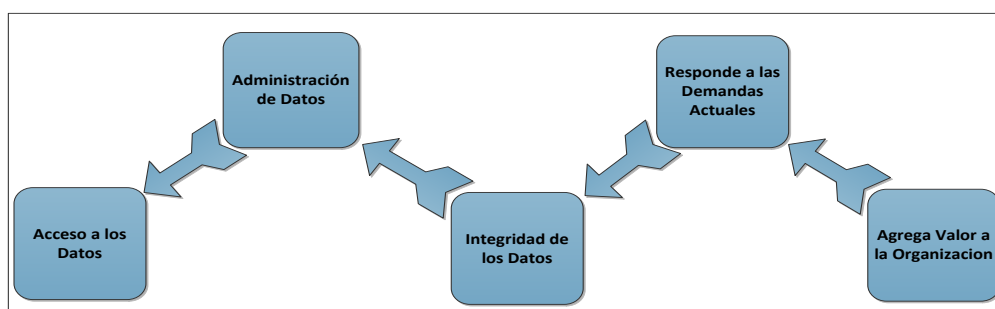 Administración
de Datos
Responde a las
Demandas
Actuales
Acceso a los
Datos
Integridad de
los Datos
Agrega Valor a
la Organizacion